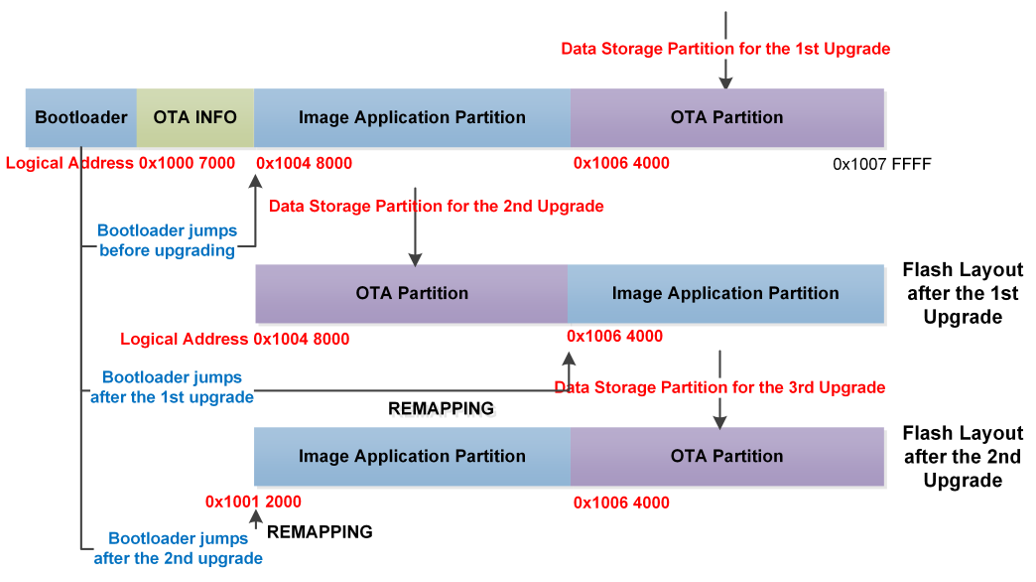 Data Storage Partition for the 1st Upgrade
Bootloader OTA INFO Image Application Partition OTA Partition
Logical Address 0x1000 7000 0x1004 8000 0x1006 4000 0x1007 FFFF
Data Storage Partition for the 2nd Upgrade
Bootloader jumps
before upgrading
OTA Partition Image Application Partition
Flash Layout
after the 1st
Upgrade
Logical Address 0x1004 8000 0x1006 4000
Bootloader jumps
after the 1st upgrade
Data Storage Partition for the 3rd Upgrade
REMAPPING
Image Application Partition OTA Partition
Flash Layout
after the 2nd
Upgrade
0x1001 2000 0x1006 4000
REMAPPING
Bootloader jumps
after the 2nd upgrade